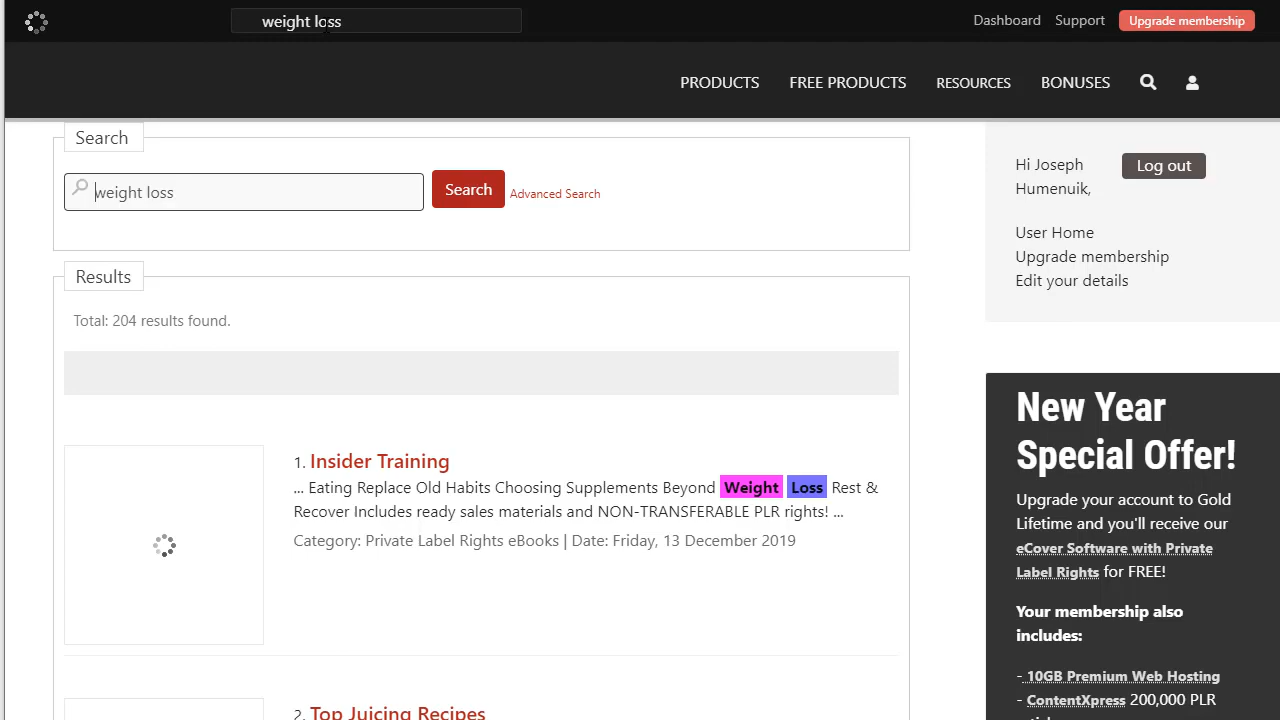 weight loss
Dashboard Support Upgrade membership
PRODUCTS FREE PRODUCTS RESOURCES BONUSES
Search
weight loss Search Advanced Search
Results
Total: 204 results found.
1. Insider Training
... Eating Replace Old Habits Choosing Supplements Beyond Weight Loss Rest &
Recover Includes ready sales materials and NON-TRANSFERABLE PLR rights! ...
Category: Private Label Rights eBooks | Date: Friday, 13 December 2019
2. Top Juicing Recipes
Hi Joseph
Humenuik,
Log out
User Home
Upgrade membership
Edit your details
New Year
Special Offer!
Upgrade your account to Gold
Lifetime and you'll receive our
eCover Software with Private
Label Rights for FREE!
Your membership also
includes:
- 10GB Premium Web Hosting
- ContentXpress 200,000 PLR